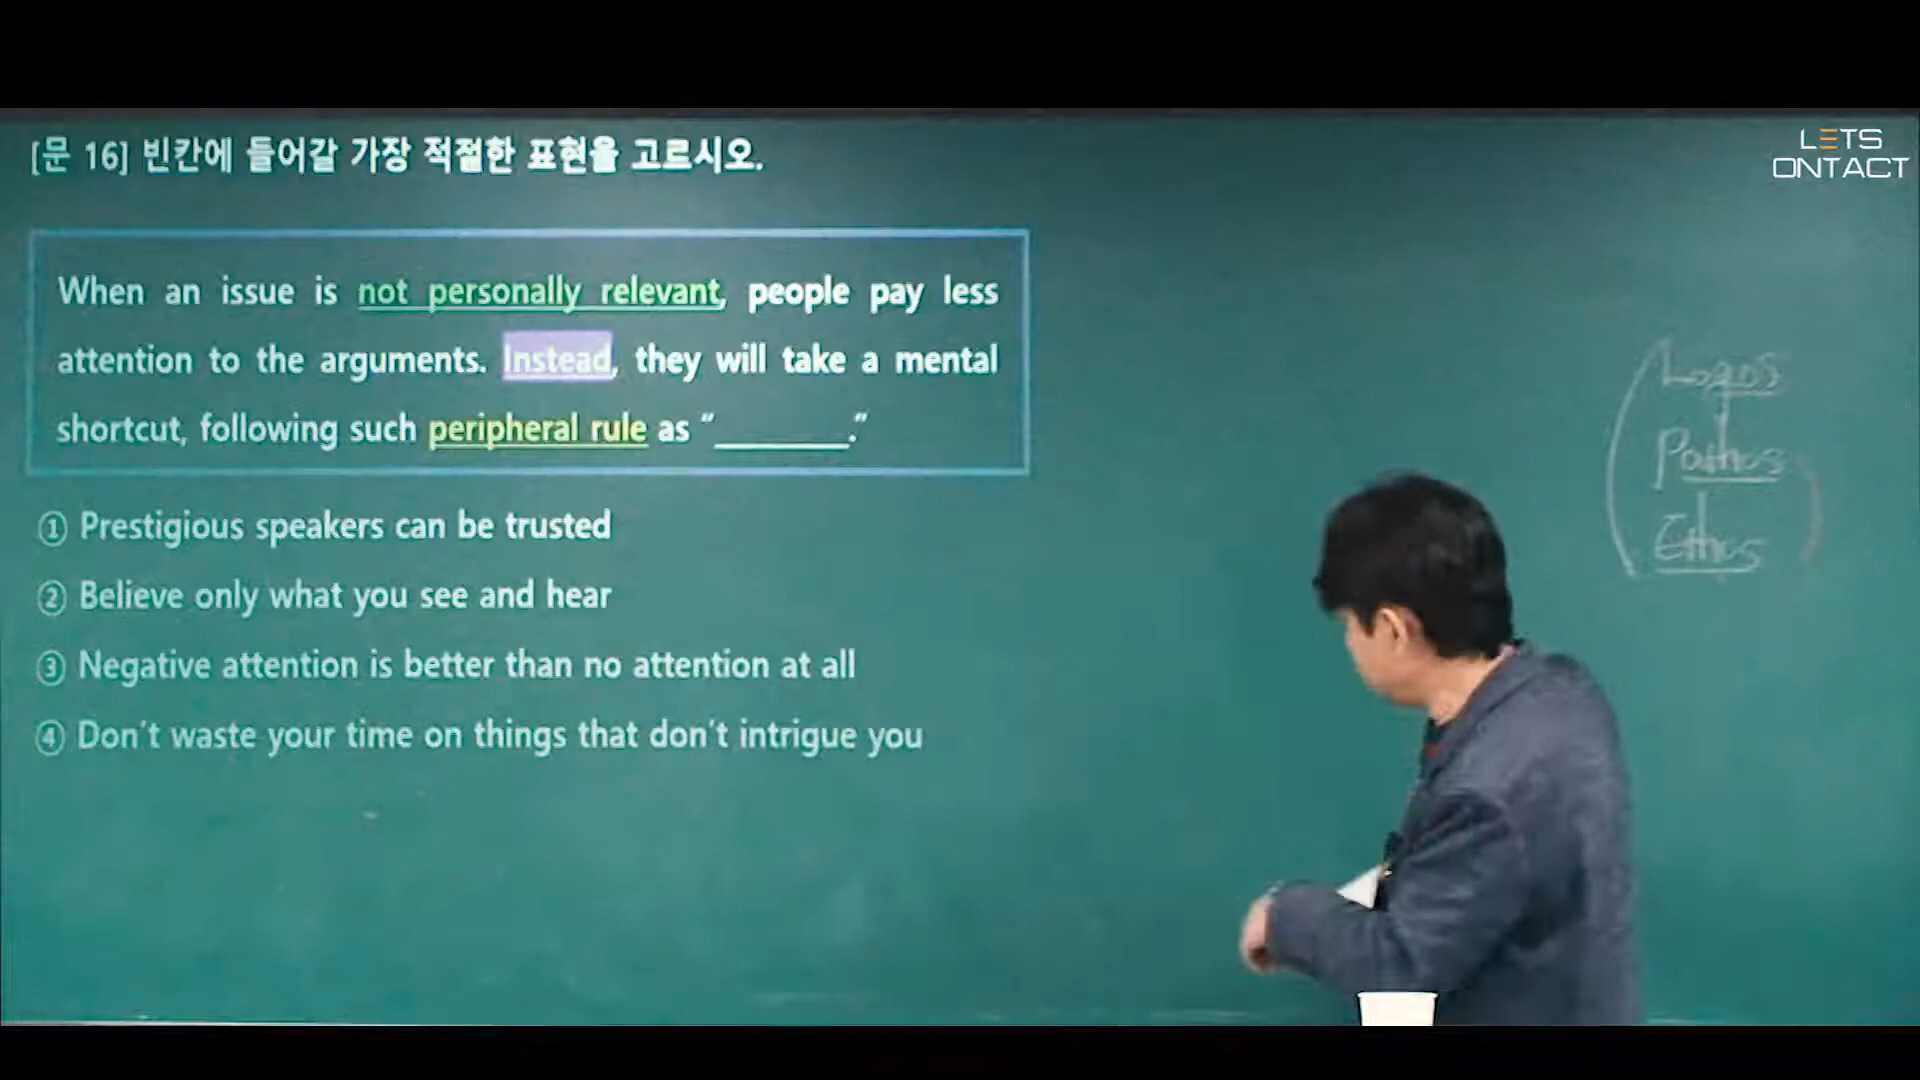 LETS
ONTACT
[문 16] 빈칸에 들어갈 가장 적절한 표현을 고르시오.
When an issue is not personally relevant, people pay less
attention to the arguments. Instead, they will take a mental
shortcut, following such peripheral rule as “________.”
① Prestigious speakers can be trusted
② Believe only what you see and hear
③ Negative attention is better than no attention at all
④ Don’t waste your time on things that don’t intrigue you
Logos
Pathos
Ethos